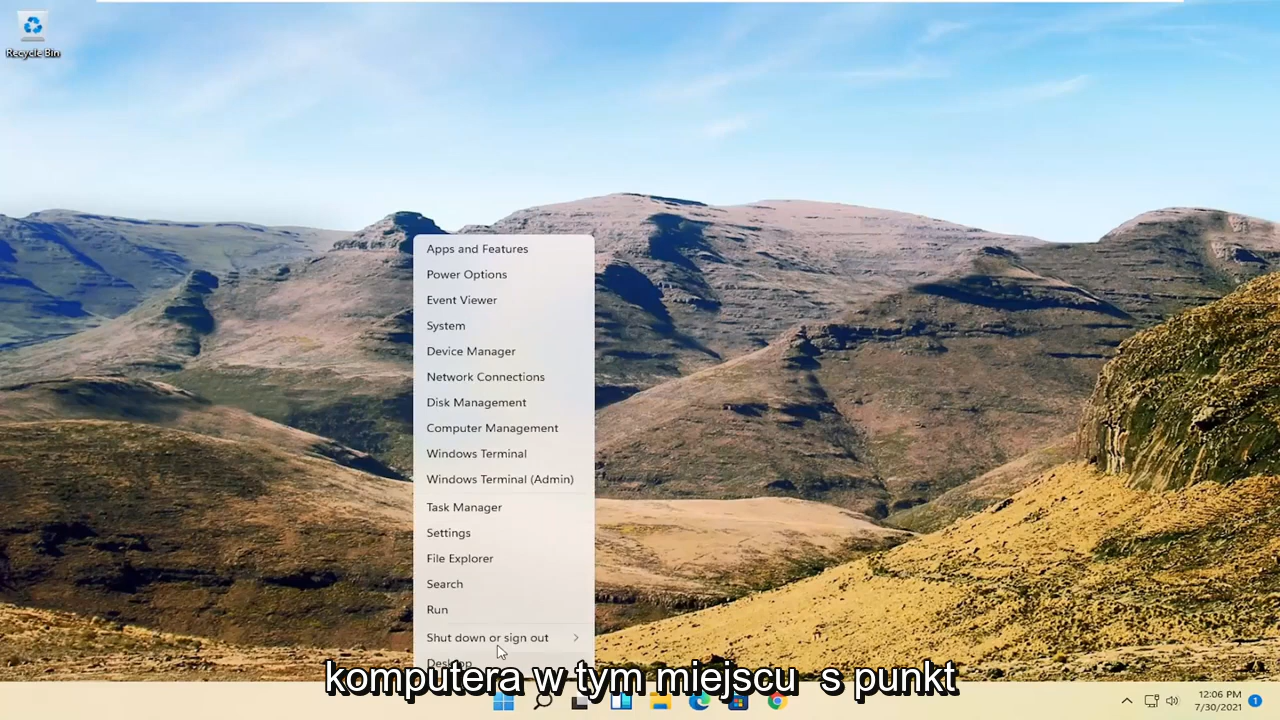 Recycle Bin
Apps and Features
Power Options
Event Viewer
System
Device Manager
Network Connections
Disk Management
Computer Management
Windows Terminal
Windows Terminal (Admin)
Task Manager
Settings
File Explorer
Search
Run
Shut down or sign out
Desktop
komputera w tym miejscu s punkt
12:06 PM
7/30/2021
1